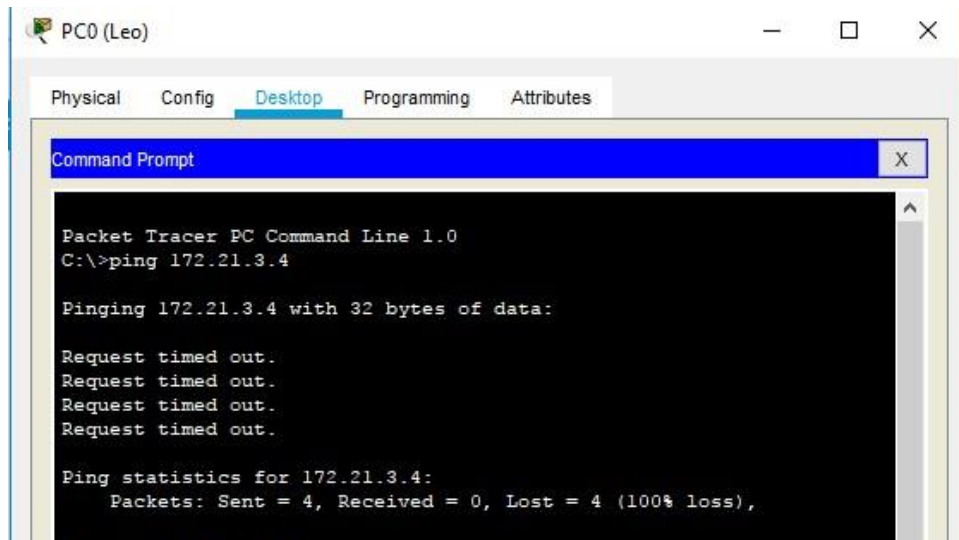 PC0 (Leo)
Physical Config Desktop Programming Attributes
Command Prompt X
Packet Tracer PC Command Line 1.0
C:\>ping 172.21.3.4
Pinging 172.21.3.4 with 32 bytes of data:
Request timed out.
Request timed out.
Request timed out.
Request timed out.
Ping statistics for 172.21.3.4:
Packets: Sent = 4, Received = 0, Lost = 4 (100% loss),